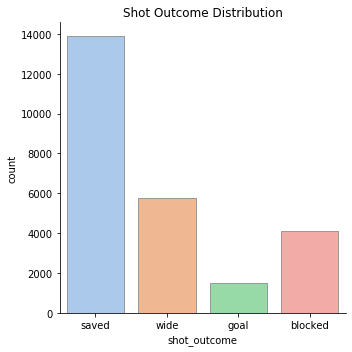 Shot Outcome Distribution
14000
12000
10000
8000
6000
4000
2000
0
count
saved wide goal blocked
shot_outcome